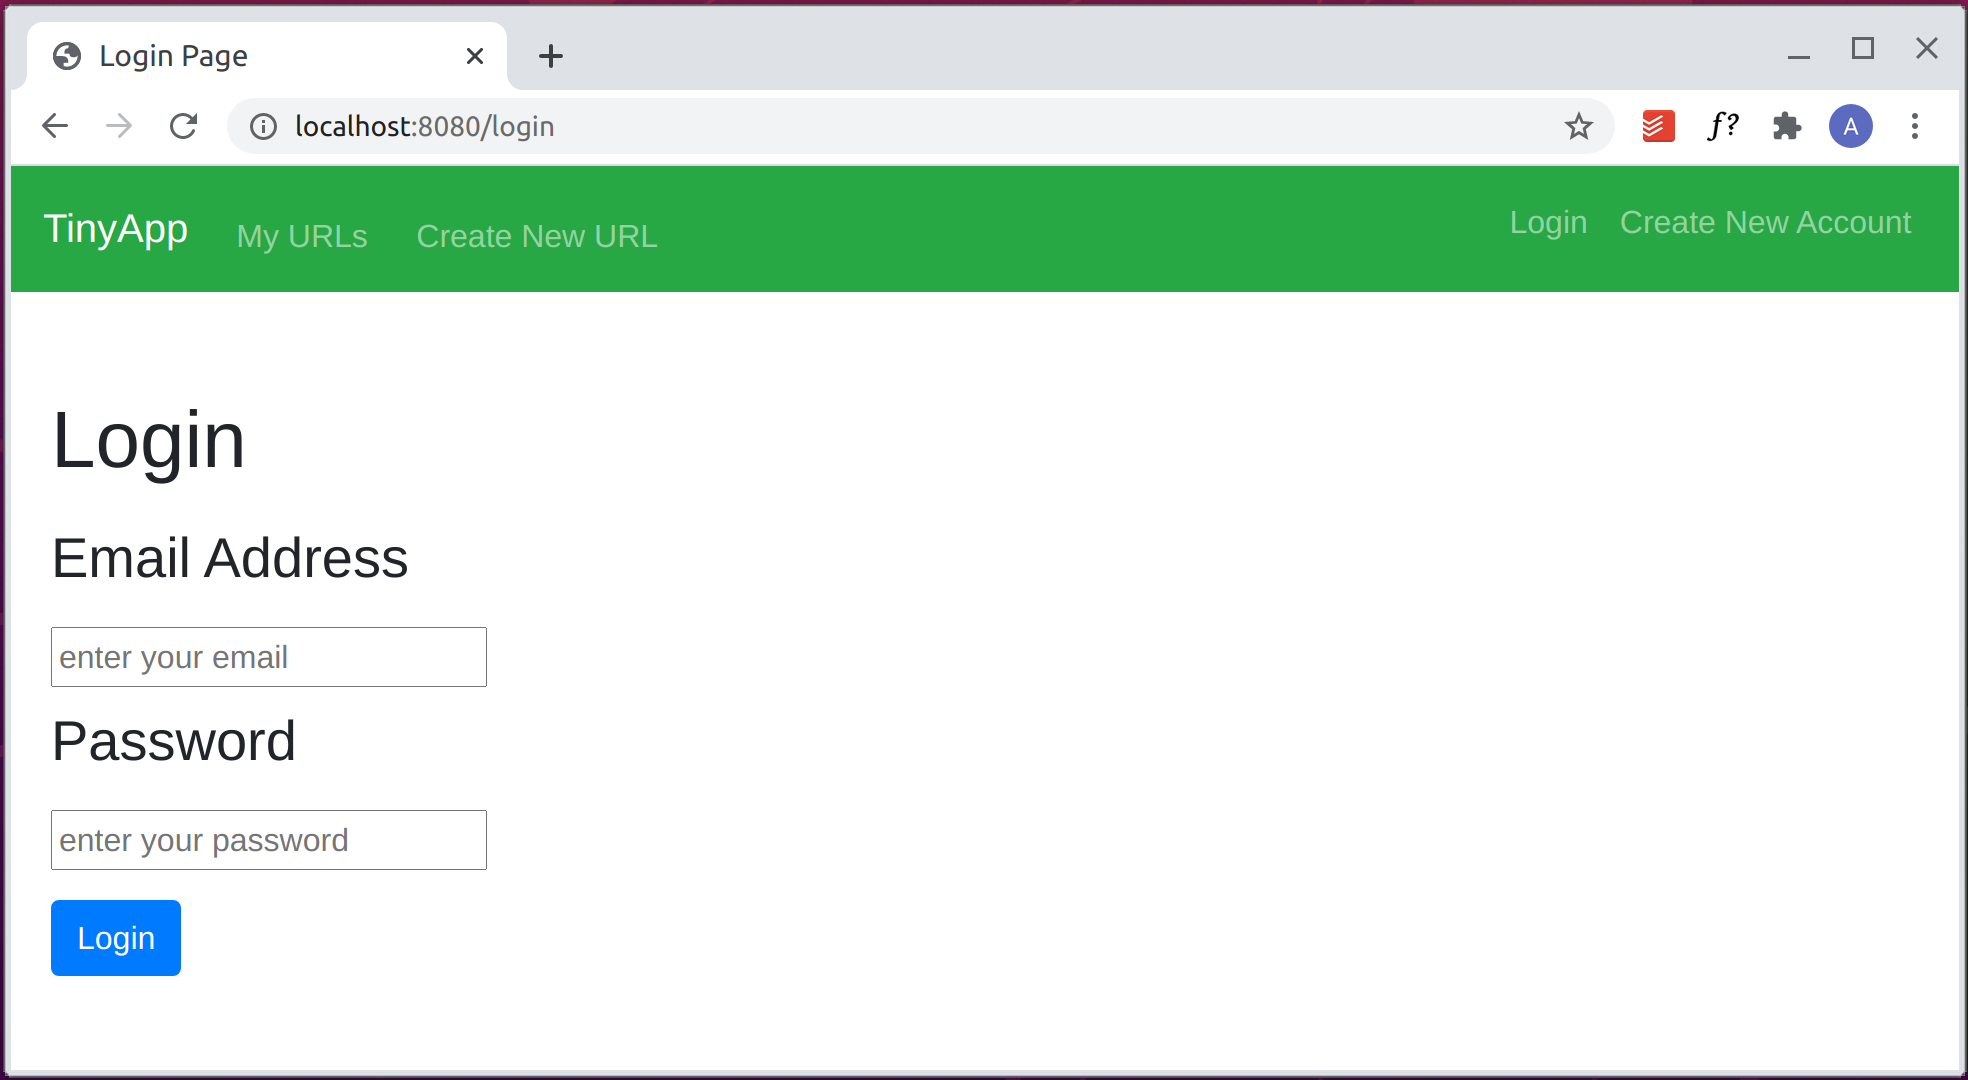 Login Page
localhost:8080/login
f?
A
TinyApp My URLs Create New URL Login Create New Account
Login
Email Address
enter your email
Password
enter your password
Login